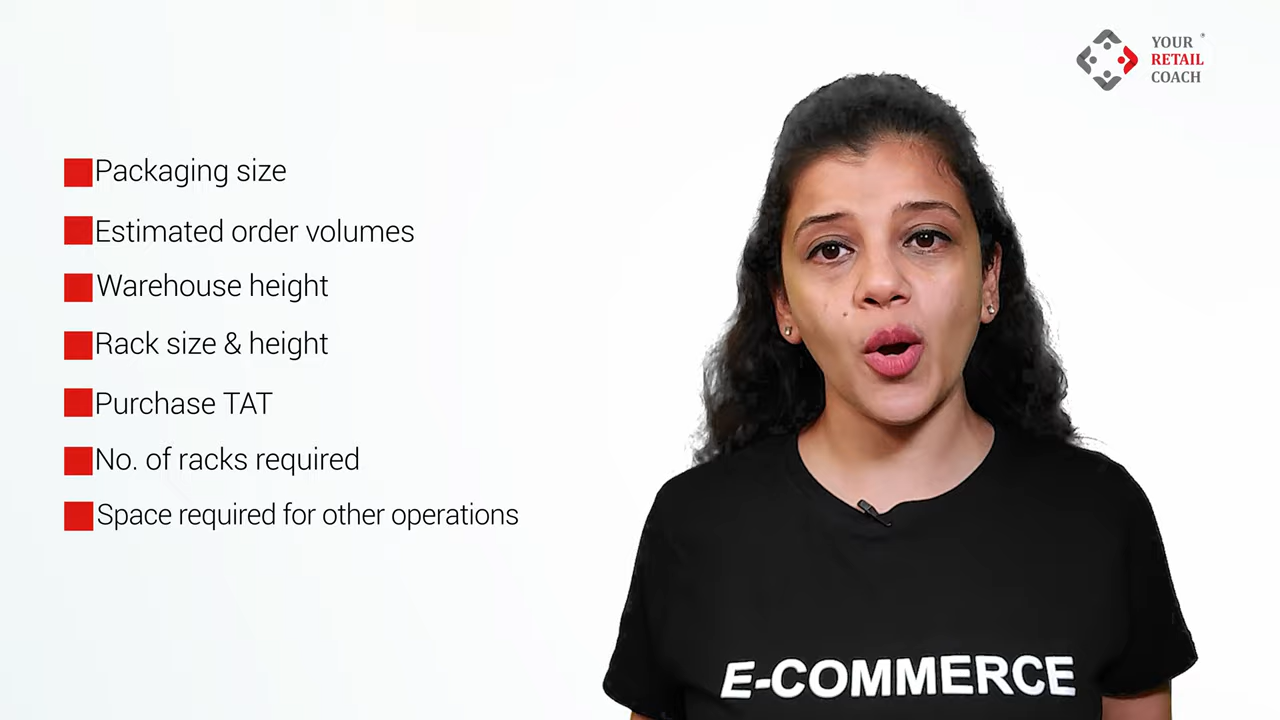 YOUR
RETAIL
COACH
Packaging size
Estimated order volumes
Warehouse height
Rack size & height
Purchase TAT
No. of racks required
Space required for other operations
E-COMMERCE